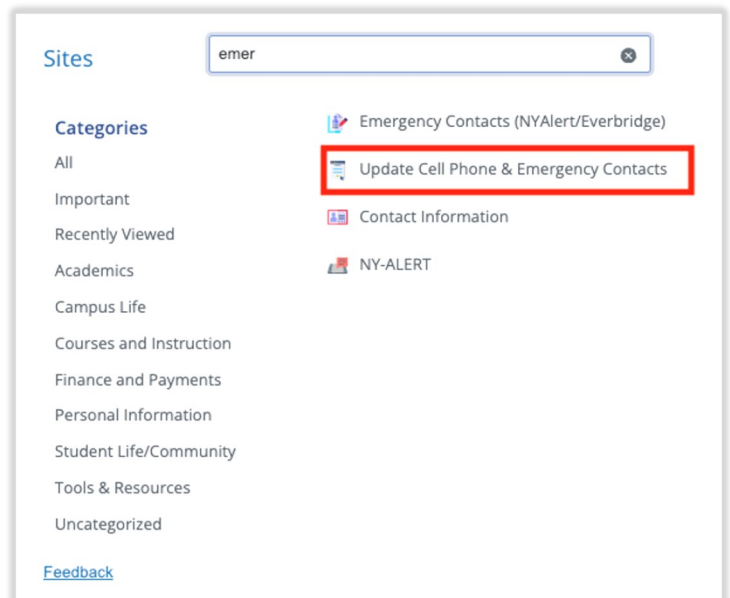 Sites
emer
Categories
All
Important
Recently Viewed
Academics
Campus Life
Courses and Instruction
Finance and Payments
Personal Information
Student Life/Community
Tools & Resources
Uncategorized
Feedback
Emergency Contacts (NYAlert/Everbridge)
Update Cell Phone & Emergency Contacts
Contact Information
NY-ALERT